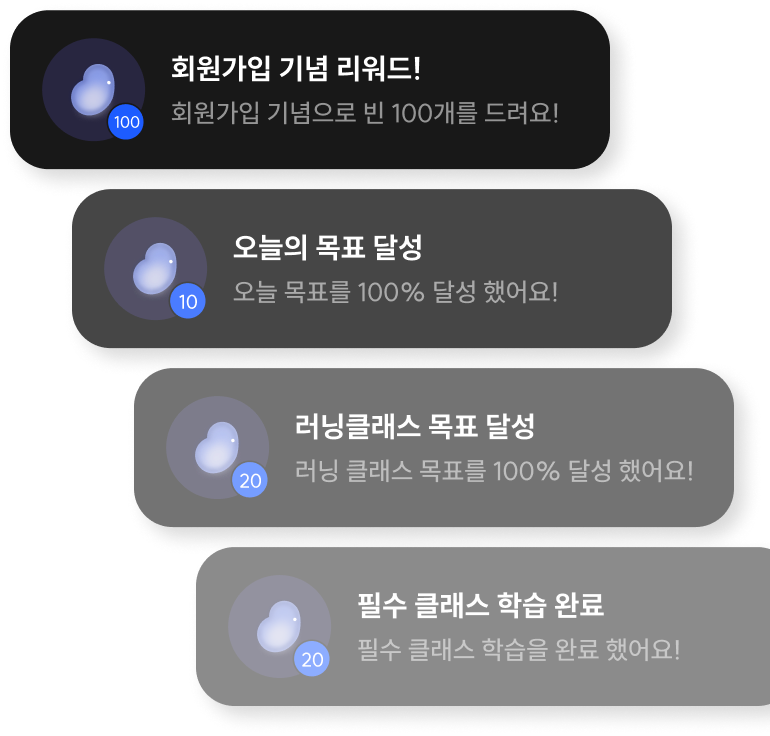 회원가입 기념 리워드!
회원가입 기념으로 빈 100개를 드려요!
100
오늘의 목표 달성
오늘 목표를 100% 달성 했어요!
10
러닝클래스 목표 달성
러닝 클래스 목표를 100% 달성 했어요!
20
필수 클래스 학습 완료
필수 클래스 학습을 완료 했어요!
20